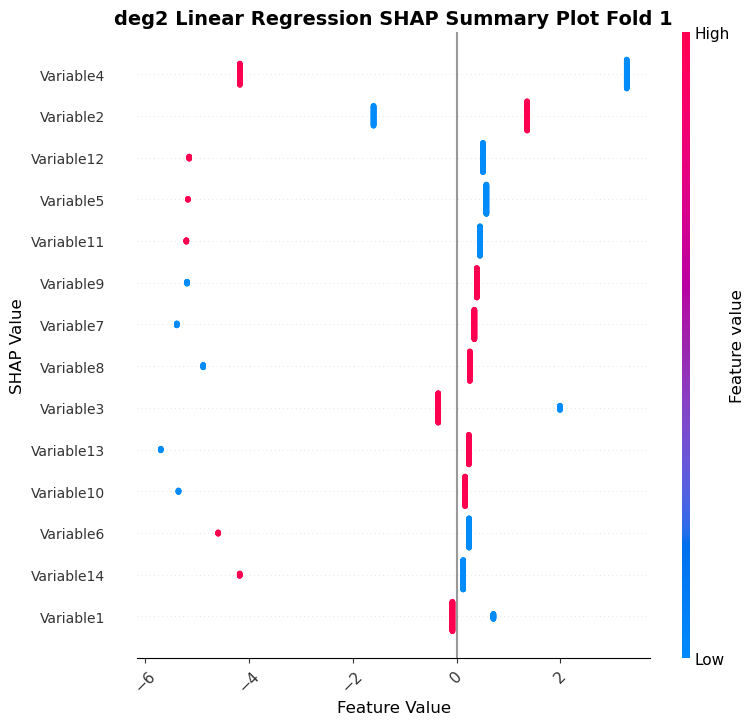 deg2 Linear Regression SHAP Summary Plot Fold 1
High
Variable4
Variable2
Variable12
Variable5
Variable11
Variable9
Variable7
Variable8
Variable3
Variable13
Variable10
Variable6
Variable14
Variable1
SHAP Value
Feature value
Low
−6
−4
−2
0
2
Feature Value